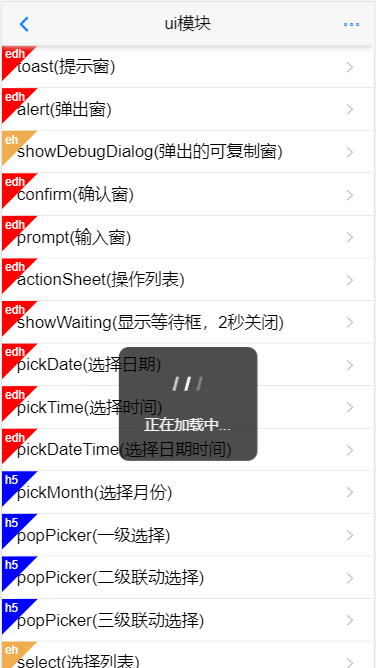 ui模块
edh
toast(提示窗)
edh
alert(弹出窗)
eh
showDebugDialog(弹出的可复制窗)
edh
confirm(确认窗)
edh
prompt(输入窗)
edh
actionSheet(操作列表)
edh
showWaiting(显示等待框，2秒关闭)
edh
pickDate(选择日期)
edh
pickTime(选择时间)
正在加载中...
edh
pickDateTime(选择日期时间)
h5
pickMonth(选择月份)
h5
popPicker(一级选择)
h5
popPicker(二级联动选择)
h5
popPicker(三级联动选择)
eh
select(选择列表)